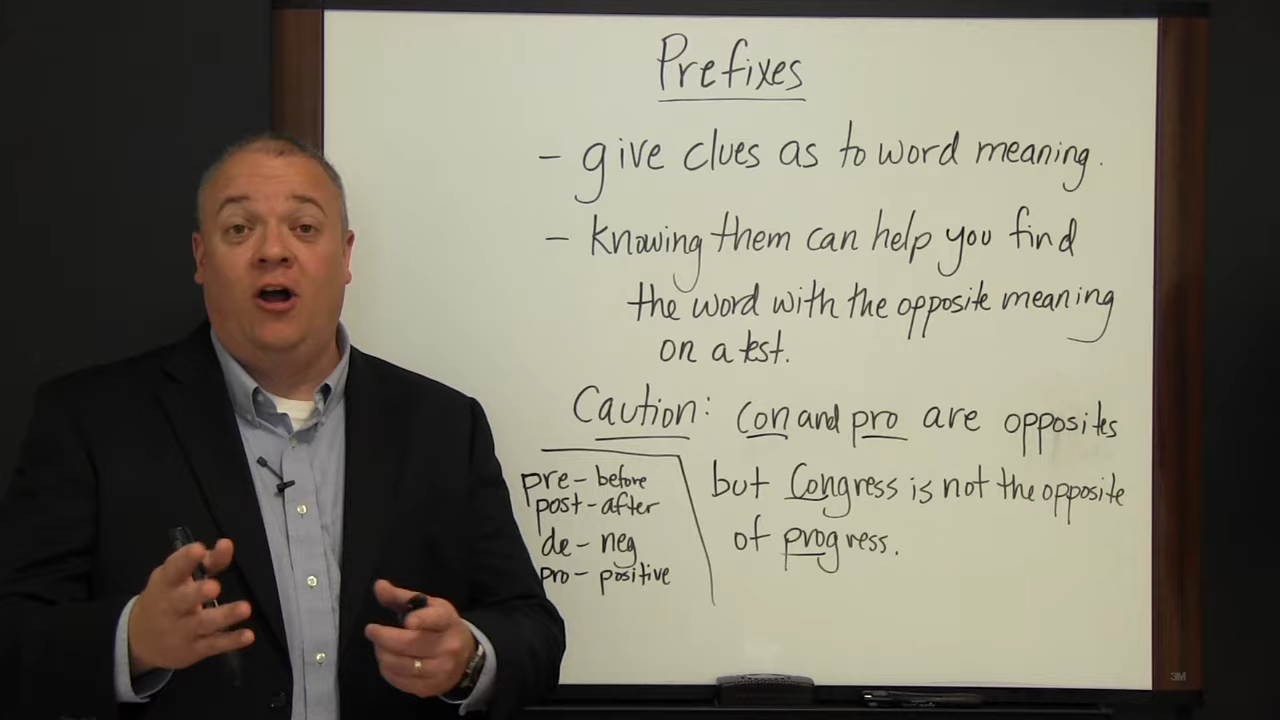 Prefixes
- give clues as to word meaning.
- Knowing them can help you find
the word with the opposite meaning
on a test.
Caution: con and pro are opposites
but Congress is not the opposite
of progress.
pre - before
post - after
de - neg
pro - positive
3M